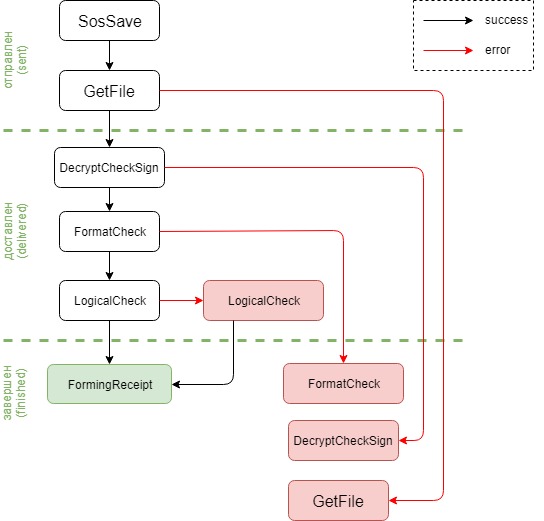 SosSave
success
error
GetFile
отправлен
(sent)
DecryptCheckSign
FormatCheck
доставлен
(delivered)
LogicalCheck
LogicalCheck
завершен
(finished)
FormingReceipt
FormatCheck
DecryptCheckSign
GetFile